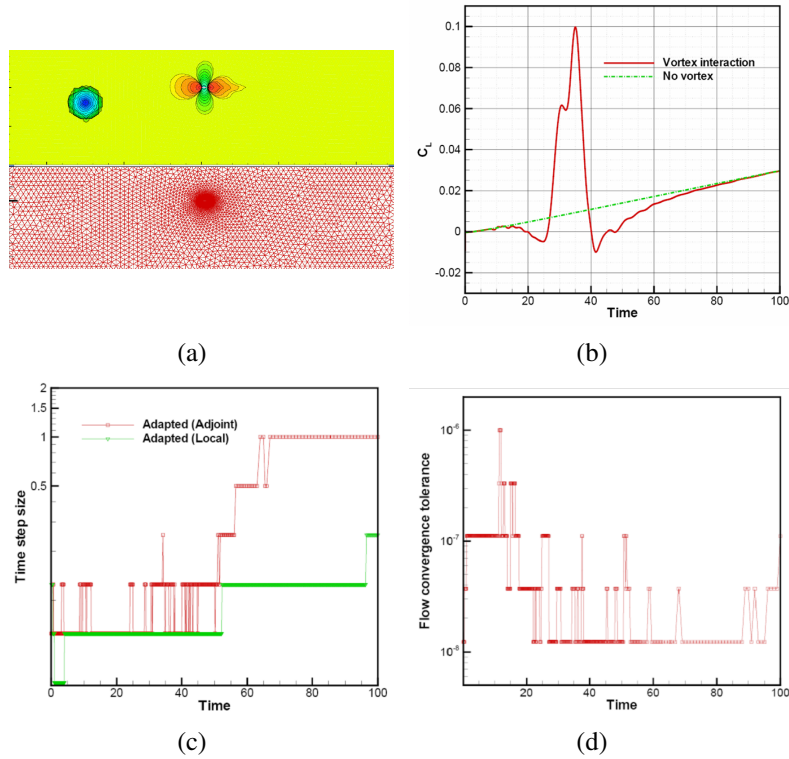 0.1
0.08
0.06
0.04
0.02
0
-0.02
C_L
Vortex interaction
No vortex
0 20 40 60 80 100
Time
(a)
(b)
2
1.5
1
0.5
Time step size
Adapted (Adjoint)
Adapted (Local)
0 20 40 60 80 100
Time
10^-6
10^-7
10^-8
Flow convergence tolerance
0 20 40 60 80 100
Time
(c)
(d)